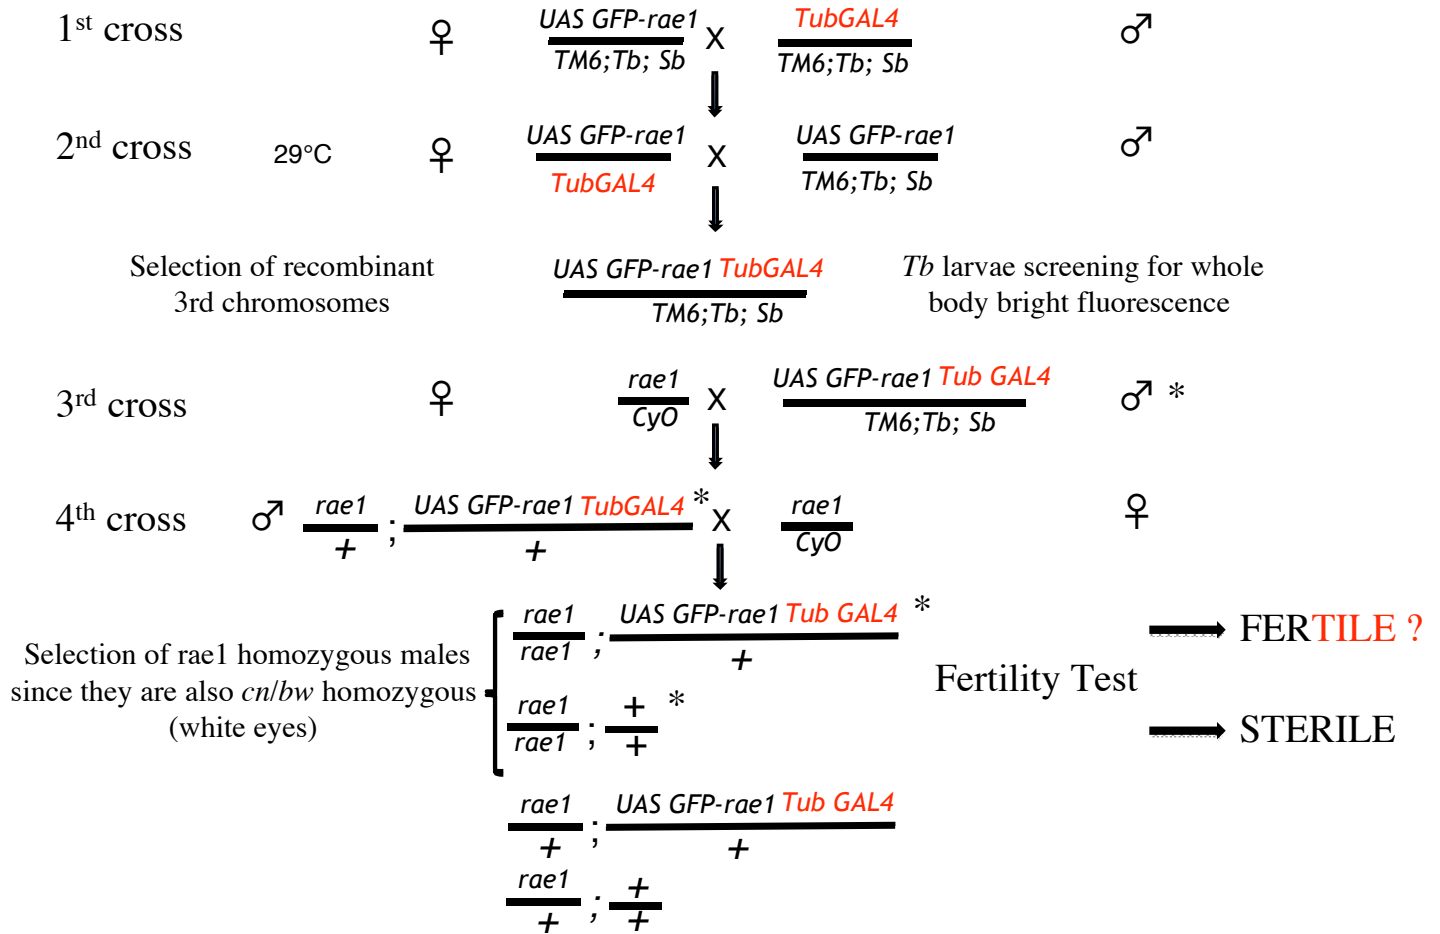 1st cross ♀ UAS GFP-rae1 X TubGAL4 ♂
TM6;Tb; Sb TM6;Tb; Sb
2nd cross 29°C ♀ UAS GFP-rae1 X UAS GFP-rae1 ♂
TubGAL4 TM6;Tb; Sb
Selection of recombinant
3rd chromosomes
UAS GFP-rae1 TubGAL4
TM6;Tb; Sb
Tb larvae screening for whole
body bright fluorescence
3rd cross ♀ rae1 X UAS GFP-rae1 Tub GAL4 ♂ *
CyO TM6;Tb; Sb
4th cross ♂ rae1 ; UAS GFP-rae1 TubGAL4 * X rae1 ♀
+ + CyO
Selection of rae1 homozygous males
since they are also cn/bw homozygous
(white eyes)
rae1 ; UAS GFP-rae1 Tub GAL4 *
rae1 +
rae1 ; + *
rae1 +
Fertility Test
FERTILE ?
STERILE
rae1 ; UAS GFP-rae1 Tub GAL4
+ +
rae1 ; +
+ +